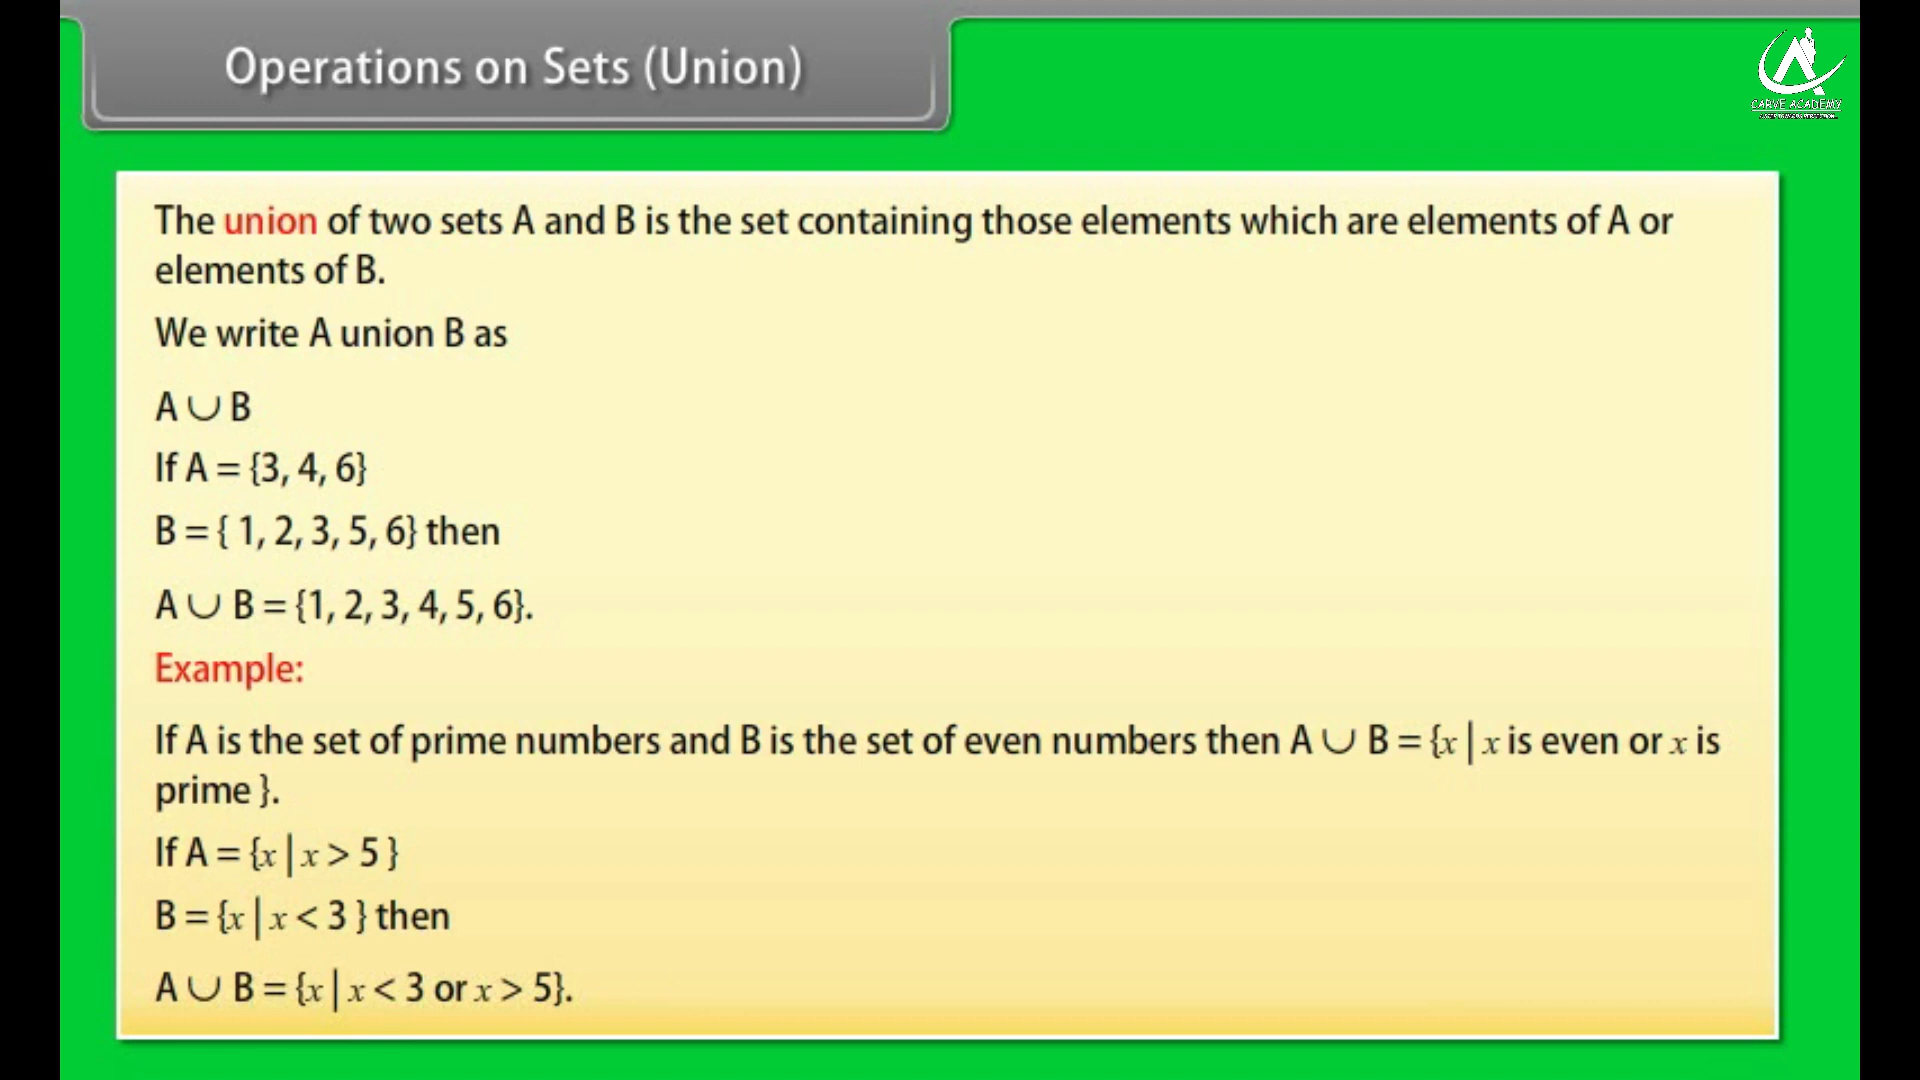 Operations on Sets (Union)
CARVE ACADEMY
The union of two sets A and B is the set containing those elements which are elements of A or
elements of B.
We write A union B as
A ∪ B
If A = {3, 4, 6}
B = { 1, 2, 3, 5, 6} then
A ∪ B = {1, 2, 3, 4, 5, 6}.
Example:
If A is the set of prime numbers and B is the set of even numbers then A ∪ B = {x | x is even or x is
prime }.
If A = {x | x > 5 }
B = {x | x < 3 } then
A ∪ B = {x | x < 3 or x > 5}.